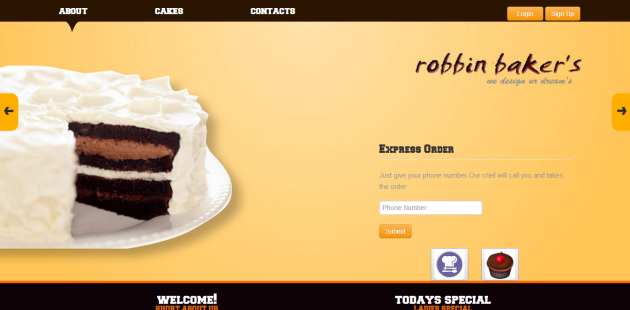 ABOUT CAKES CONTACTS Login Sign Up
robbin baker's
we design ur dream's
Express Order
Just give your phone number Our chef will call you and takes
the order
Phone Number
Submit
WELCOME! TODAYS SPECIAL
SHORT ABOUT US LADIES SPECIAL